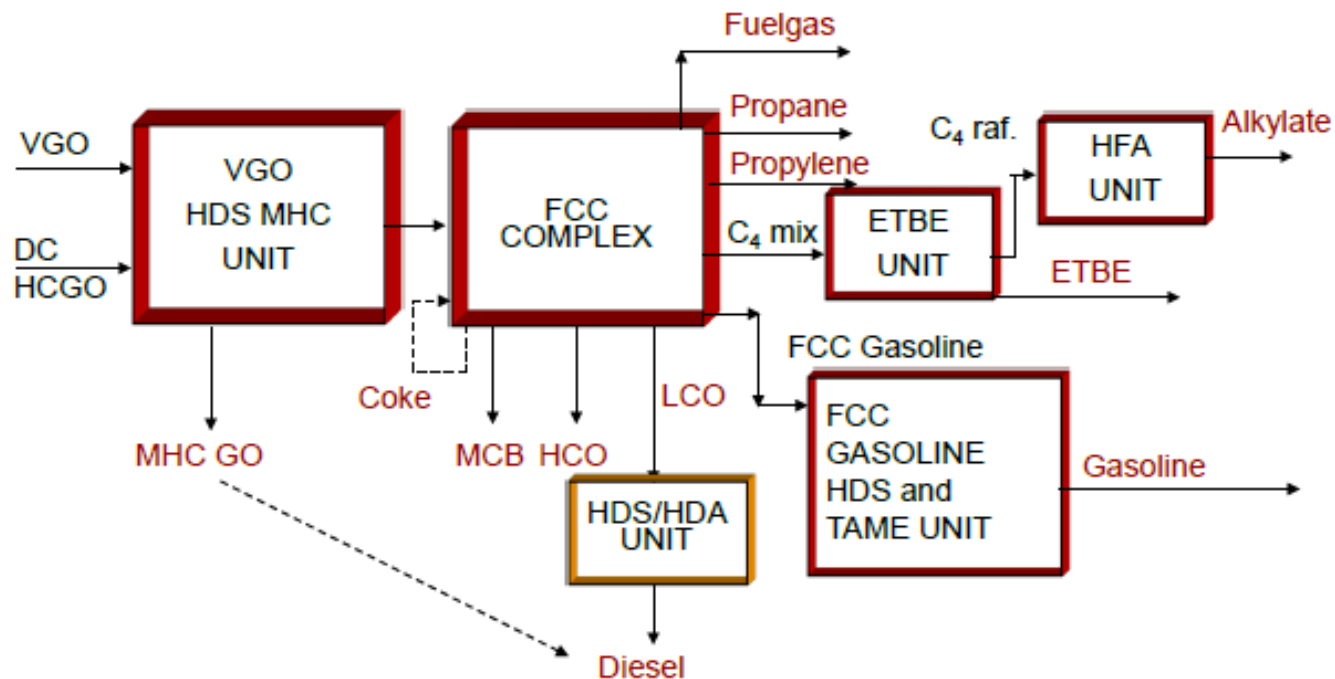 Fuelgas
Propane
Propylene
C₄ mix
C₄ raf.
Alkylate
VGO
DC
HCGO
VGO
HDS MHC
UNIT
FCC
COMPLEX
ETBE
UNIT
HFA
UNIT
ETBE
FCC Gasoline
Coke
LCO
MHC GO
MCB
HCO
FCC
GASOLINE
HDS and
TAME UNIT
Gasoline
HDS/HDA
UNIT
Diesel